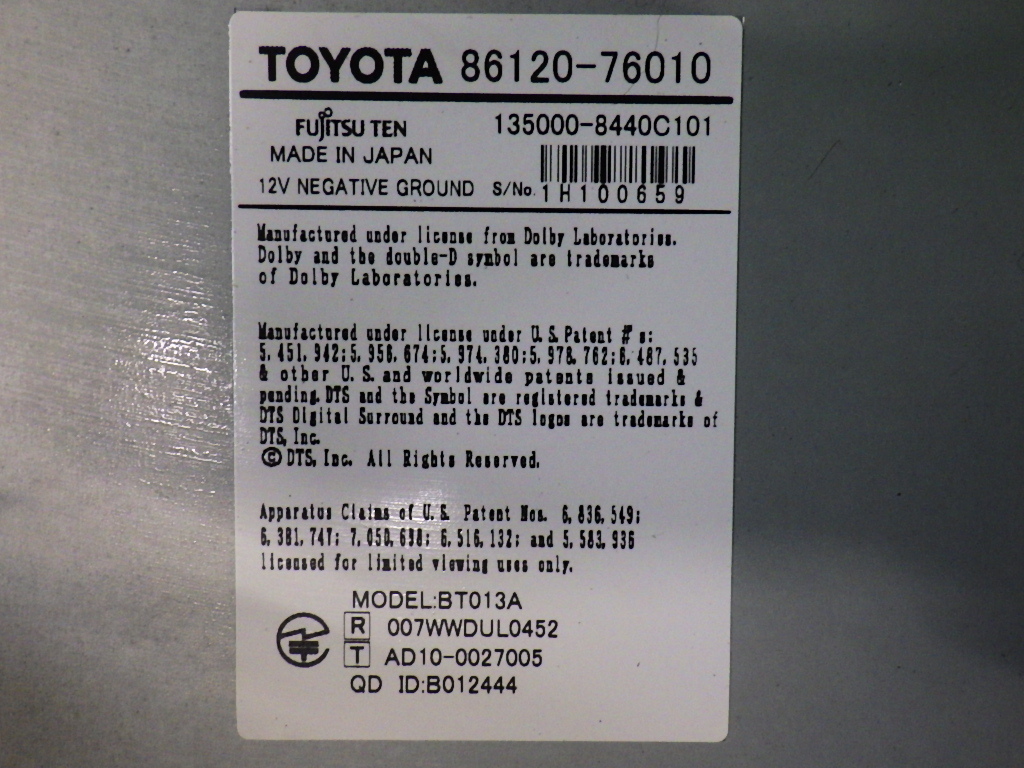 TOYOTA 86120-76010
FUJITSU TEN 135000-8440C101
MADE IN JAPAN
12V NEGATIVE GROUND S/No. 1H100659
Manufactured under license from Dolby Laboratories.
Dolby and the double-D symbol are trademarks
of Dolby Laboratories.
Manufactured under license under U.S.Patent #'s:
5,451,942;5,956,674;5,974,380;5,978,762;6,487,535
& other U.S.and worldwide patents issued &
pending.DTS and the Symbol are registered trademarks &
DTS Digital Surround and the DTS logos are trademarks of
DTS, Inc.
©DTS, Inc. All Rights Reserved.
Apparatus Claims of U.S. Patent Nos. 6,836,549;
6,381,747; 7,050,698; 6,516,132; and 5,583,936
licensed for limited viewing uses only.
MODEL:BT013A
R 007WWDUL0452
T AD10-0027005
QD ID:B012444